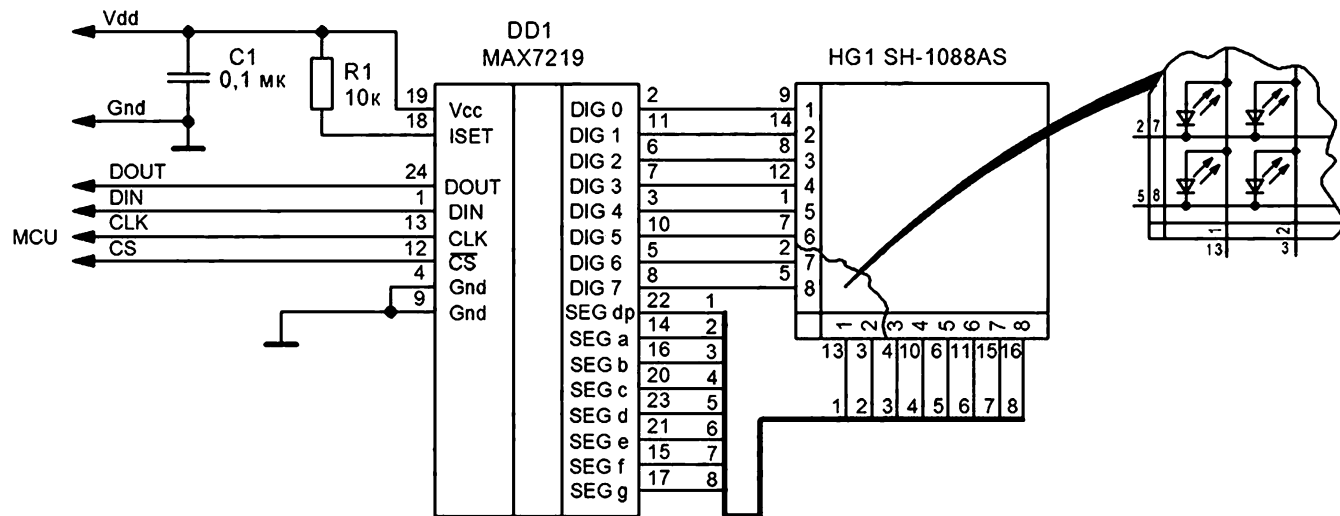 Vdd
C1
0,1 мк
R1
10к
Gnd
DOUT
DIN
CLK
CS
MCU
DD1
MAX7219
19 Vcc
18 ISET
24 DOUT
1 DIN
13 CLK
12 CS
4 Gnd
9 Gnd
DIG 0 2
DIG 1 11
DIG 2 6
DIG 3 7
DIG 4 3
DIG 5 10
DIG 6 5
DIG 7 8
SEG dp 22 1
SEG a 14 2
SEG b 16 3
SEG c 20 4
SEG d 23 5
SEG e 21 6
SEG f 15 7
SEG g 17 8
HG1 SH-1088AS
9 1
14 2
8 3
12 4
1 5
7 6
2 7
5 8
1 2 3 4 5 6 7 8
13 3 4 10 6 11 15 16
1 2 3 4 5 6 7 8
2 7
5 8
1 2
13 3